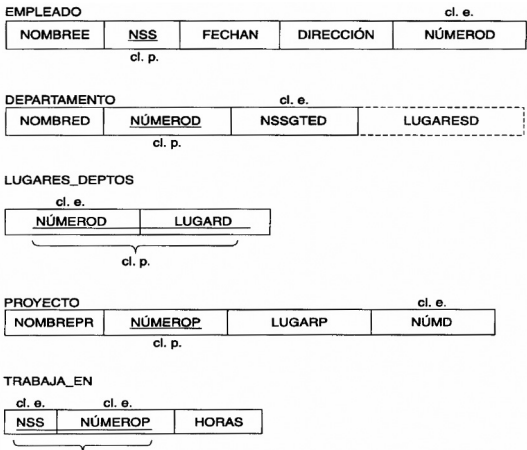 EMPLEADO
cl. e.
NOMBREE NSS FECHAN DIRECCIÓN NÚMEROD
cl. p.
DEPARTAMENTO
cl. e.
NOMBRED NÚMEROD NSSGTED LUGARESD
cl. p.
LUGARES_DEPTOS
cl. e.
NÚMEROD LUGARD
cl. p.
PROYECTO
cl. e.
NOMBREPR NÚMEROP LUGARP NÚMD
cl. p.
TRABAJA_EN
cl. e. cl. e.
NSS NÚMEROP HORAS